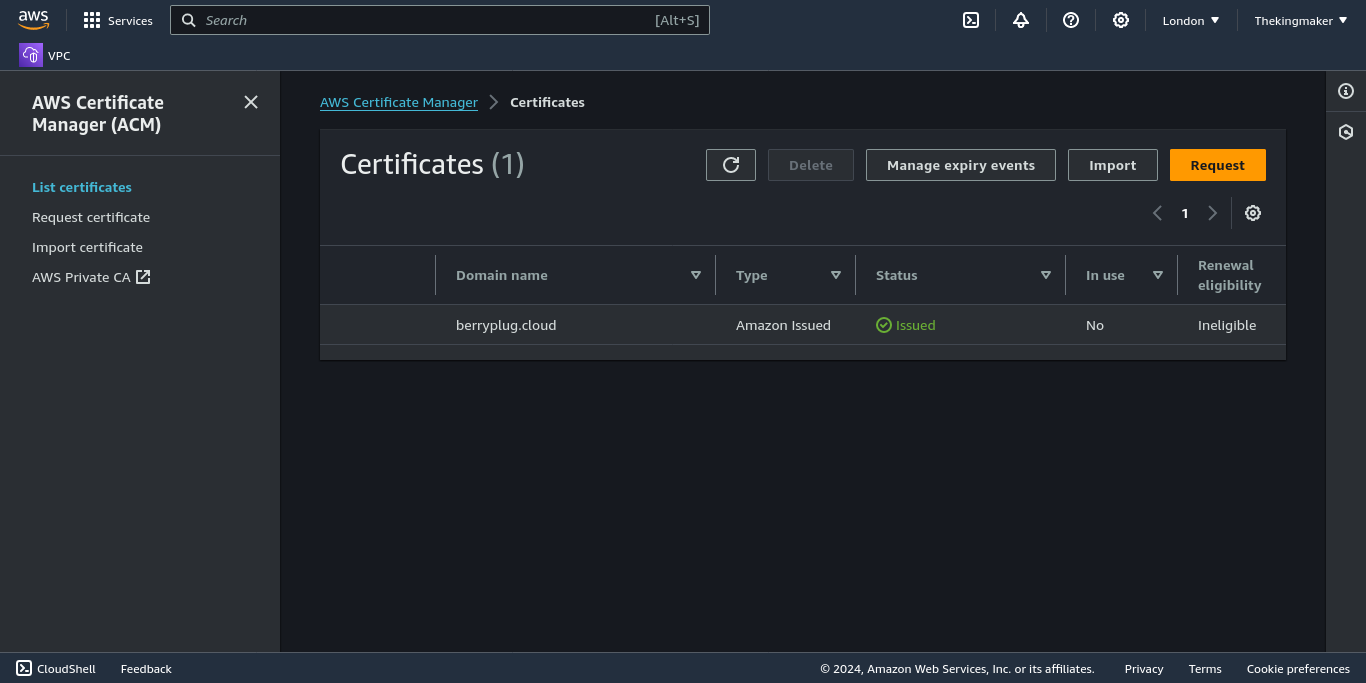 aws
Services
Search [Alt+S]
London
Thekingmaker
VPC
AWS Certificate
Manager (ACM)
List certificates
Request certificate
Import certificate
AWS Private CA
AWS Certificate Manager
Certificates
Certificates (1)
Delete
Manage expiry events
Import
Request
1
Domain name
Type
Status
In use
Renewal
eligibility
berryplug.cloud
Amazon Issued
Issued
No
Ineligible
CloudShell
Feedback
© 2024, Amazon Web Services, Inc. or its affiliates.
Privacy
Terms
Cookie preferences